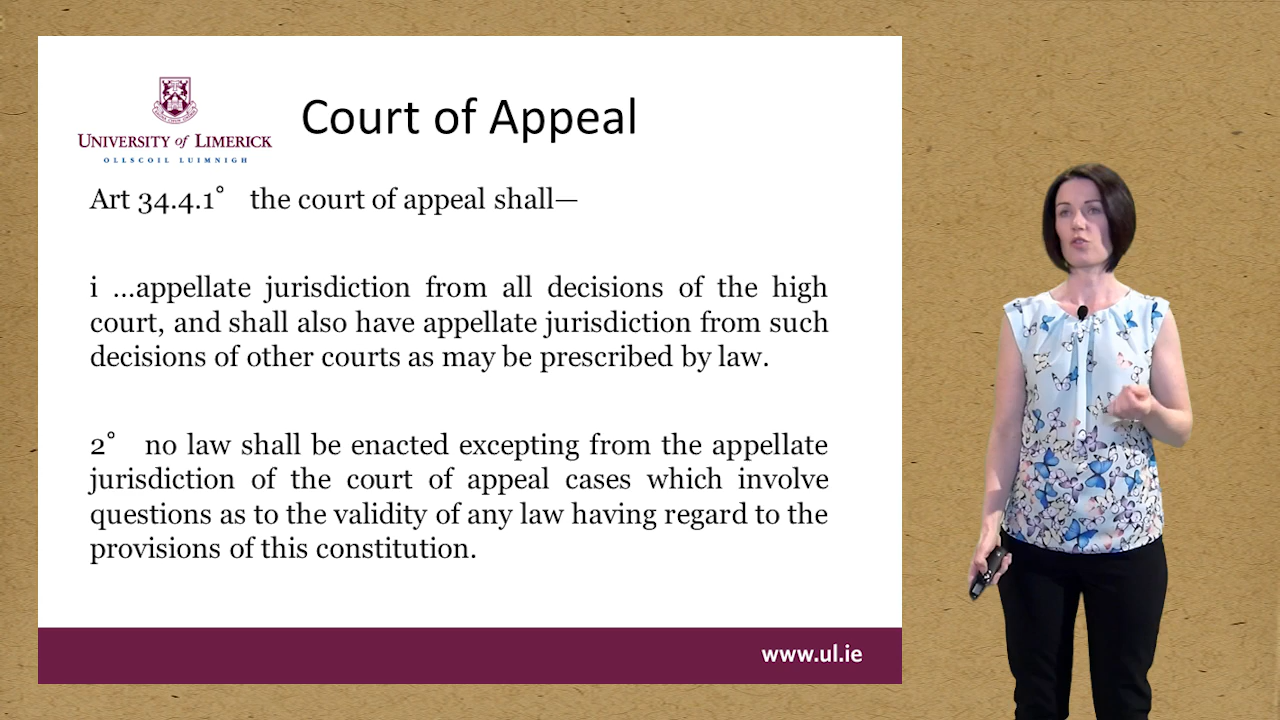 UNIVERSITY of LIMERICK
OLLSCOIL LUIMNIGH
Court of Appeal
Art 34.4.1° the court of appeal shall—
i ...appellate jurisdiction from all decisions of the high
court, and shall also have appellate jurisdiction from such
decisions of other courts as may be prescribed by law.
2° no law shall be enacted excepting from the appellate
jurisdiction of the court of appeal cases which involve
questions as to the validity of any law having regard to the
provisions of this constitution.
www.ul.ie